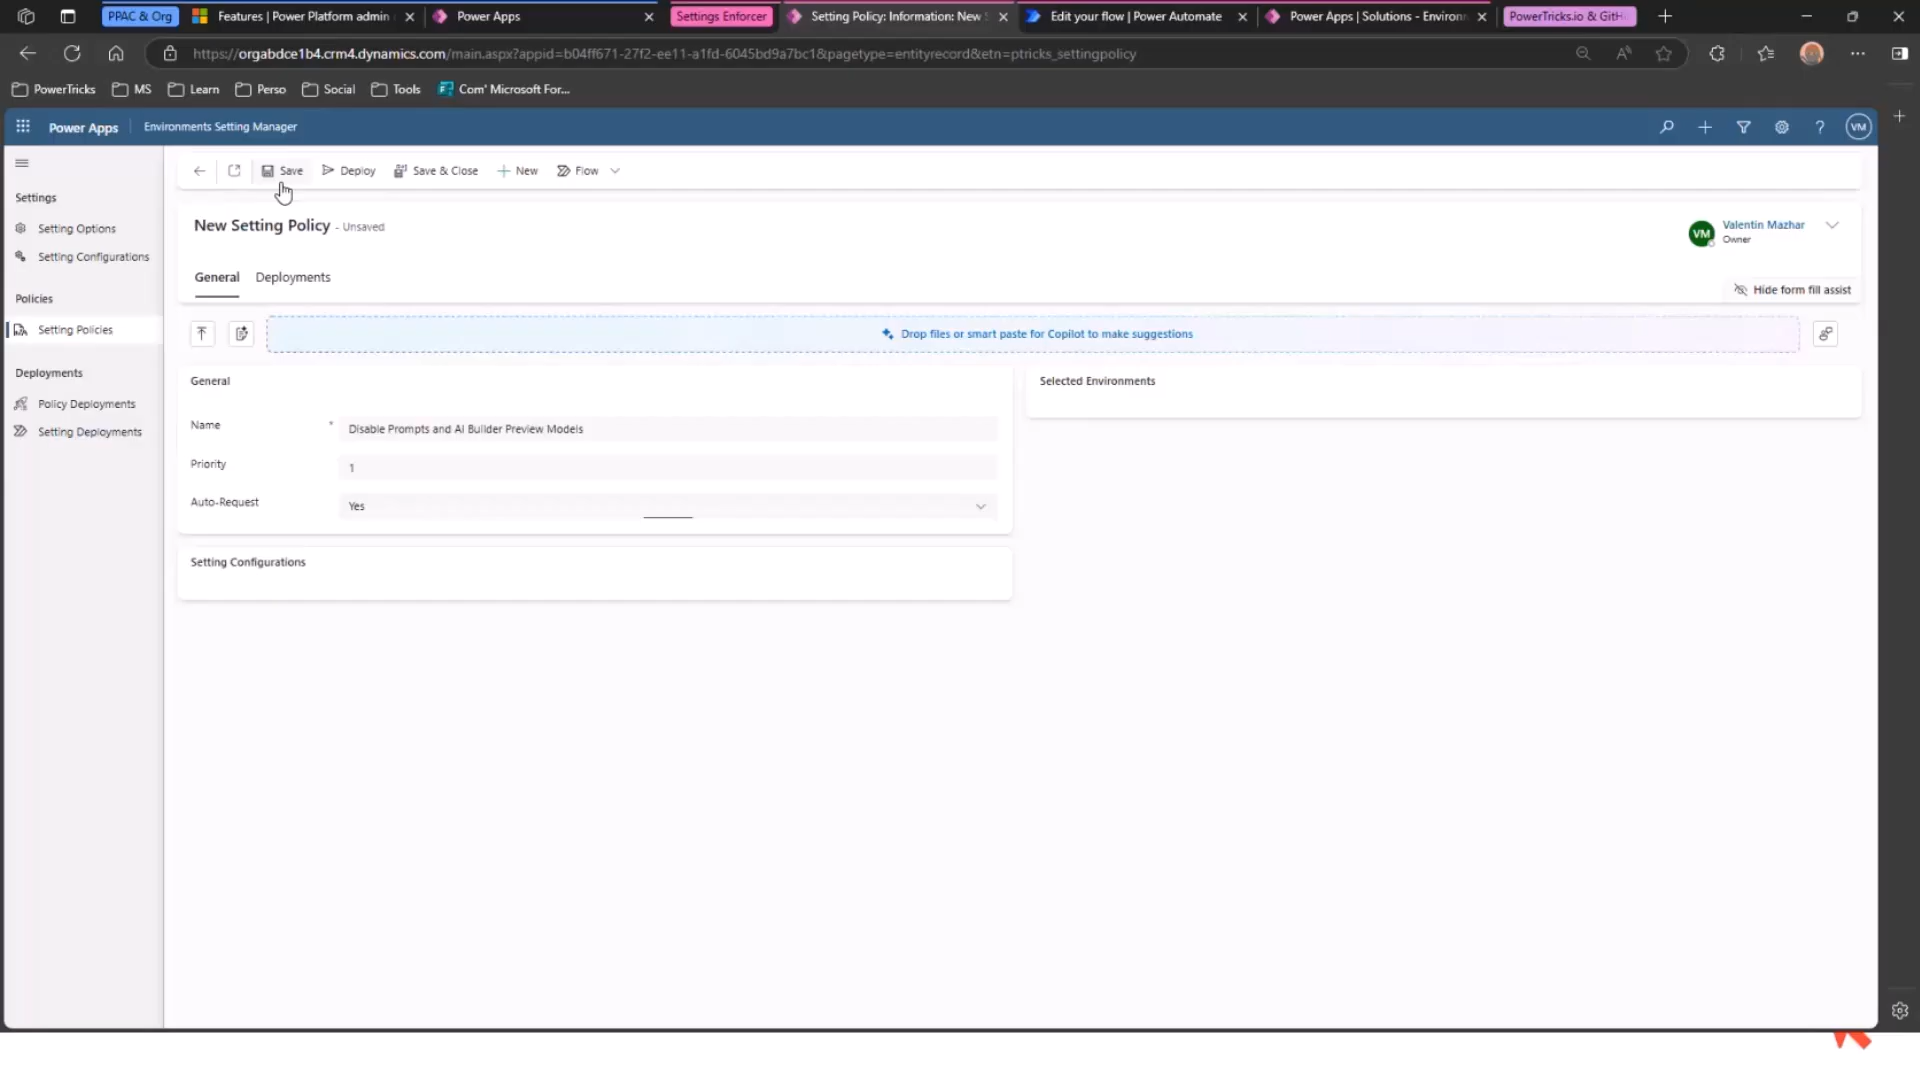 PPAC & Org
Features | Power Platform admin
Power Apps
Settings Enforcer
Setting Policy: Information: New
Edit your flow | Power Automate
Power Apps | Solutions - Environ
PowerTricks.io & GitH
https://orgabdce1b4.crm4.dynamics.com/main.aspx?appid=b04ff671-27f2-ee11-a1fd-6045bd9a7bc1&pagetype=entityrecord&etn=ptricks_settingpolicy
PowerTricks
MS
Learn
Perso
Social
Tools
Com' Microsoft For...
Power Apps
Environments Setting Manager
VM
Save
Deploy
Save & Close
New
Flow
Settings
Setting Options
Setting Configurations
Policies
Setting Policies
Deployments
Policy Deployments
Setting Deployments
New Setting Policy - Unsaved
VM
Valentin Mazhar
Owner
General
Deployments
Hide form fill assist
Drop files or smart paste for Copilot to make suggestions
General
Name *
Disable Prompts and AI Builder Preview Models
Priority
1
Auto-Request
Yes
Setting Configurations
Selected Environments